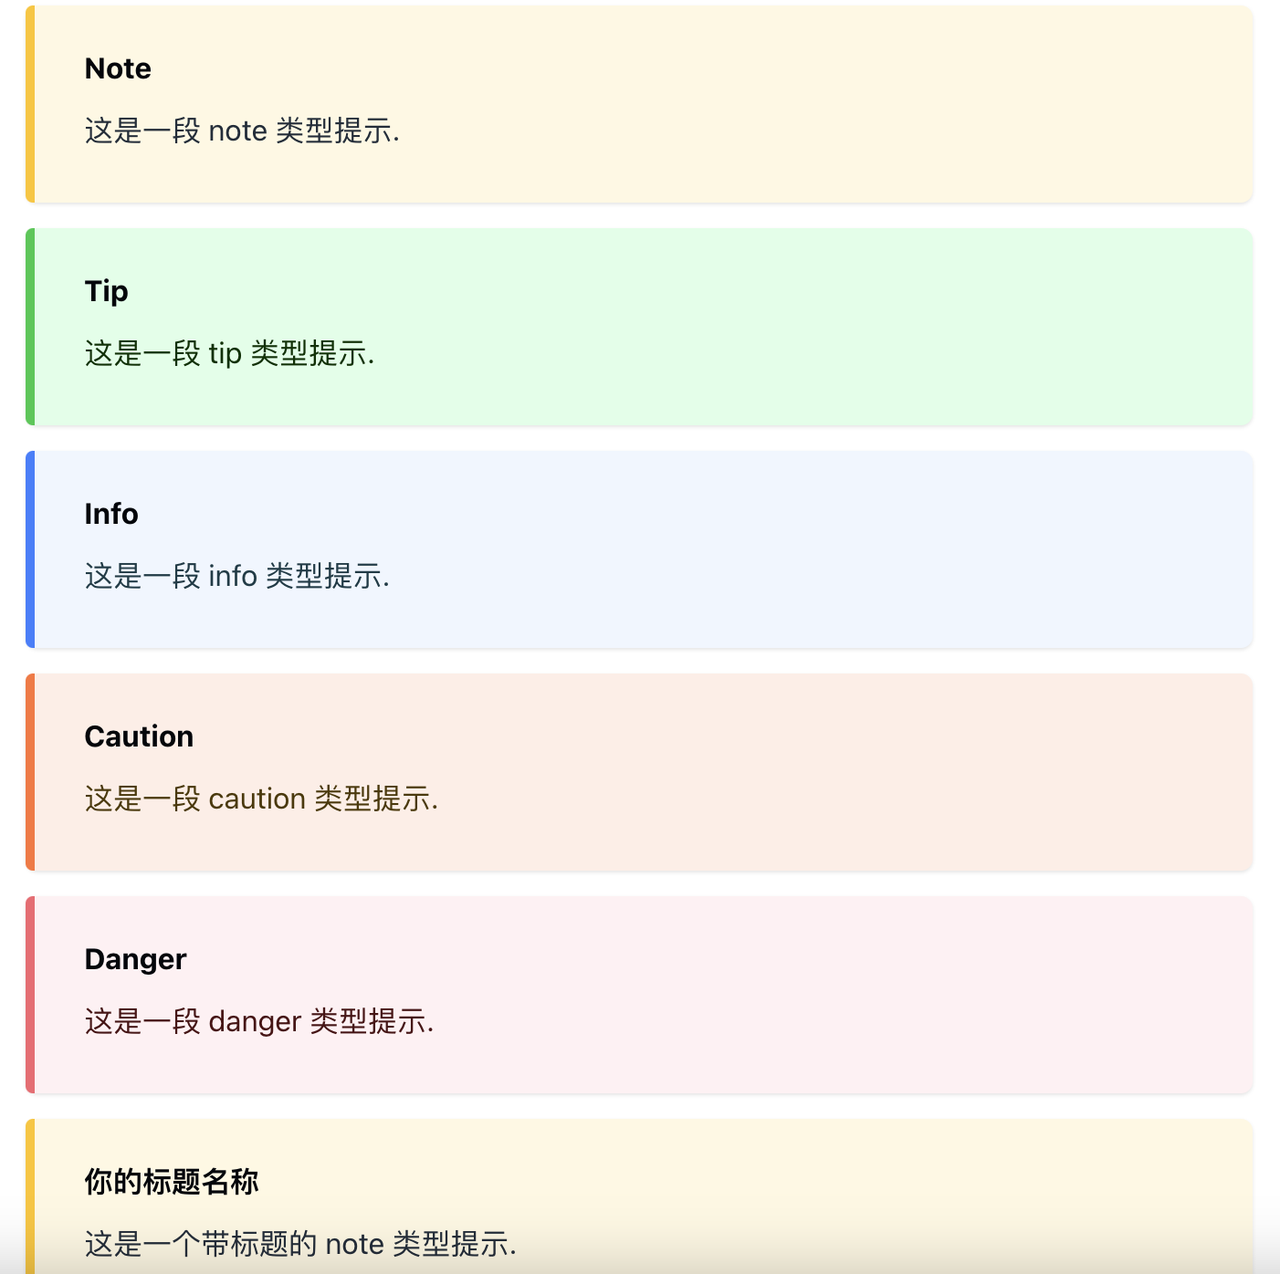 Note
这是一段 note 类型提示.
Tip
这是一段 tip 类型提示.
Info
这是一段 info 类型提示.
Caution
这是一段 caution 类型提示.
Danger
这是一段 danger 类型提示.
你的标题名称
这是一个带标题的 note 类型提示.